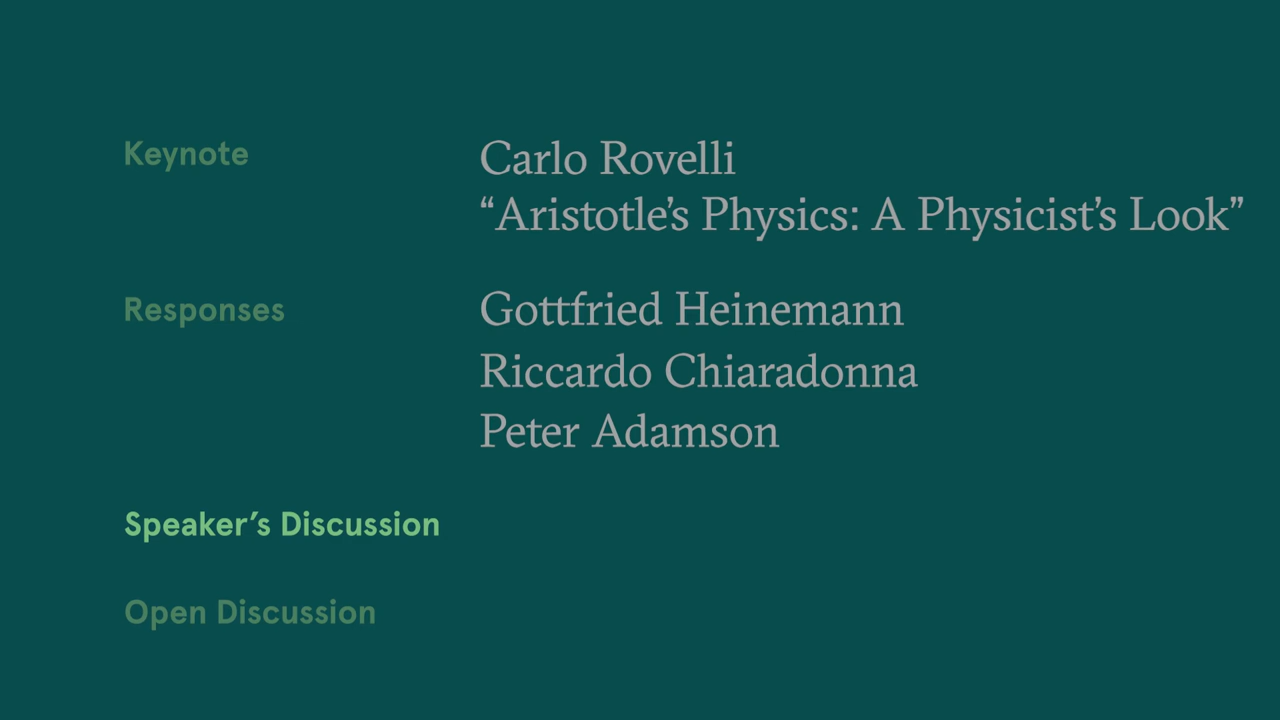 Keynote
Carlo Rovelli
“Aristotle’s Physics: A Physicist’s Look”
Responses
Gottfried Heinemann
Riccardo Chiaradonna
Peter Adamson
Speaker’s Discussion
Open Discussion